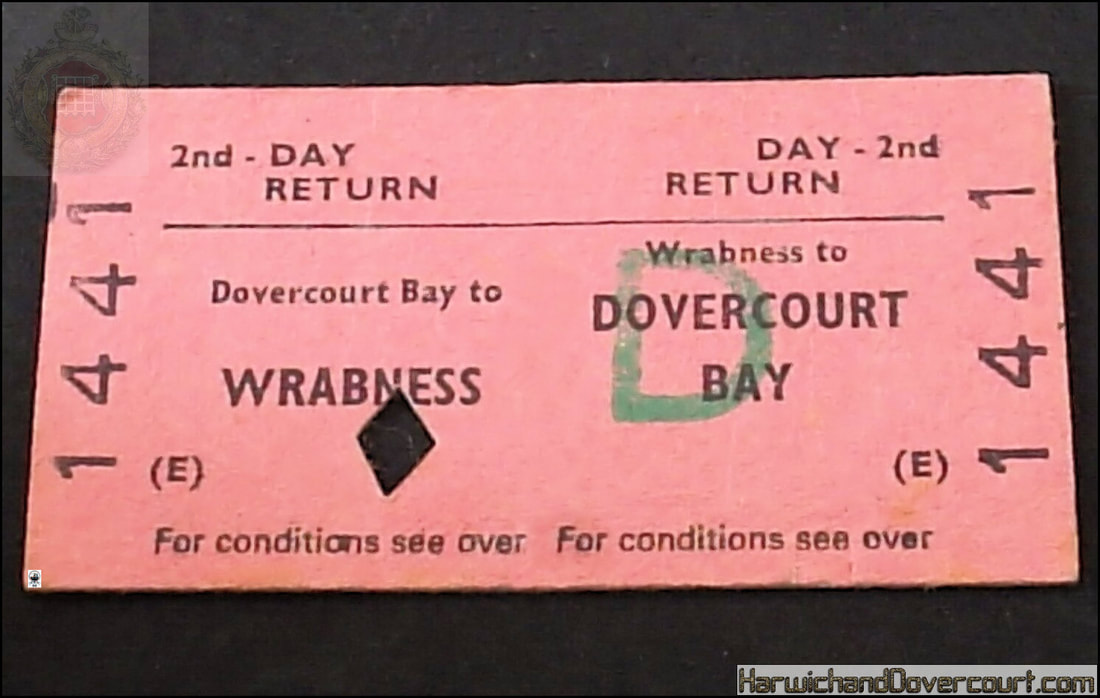 2nd - DAY
RETURN
Dovercourt Bay to
WRABNESS
(E)
For conditions see over
1441
DAY - 2nd
RETURN
Wrabness to
DOVERCOURT
BAY
D
(E)
For conditions see over
1441
HarwichandDovercourt.com